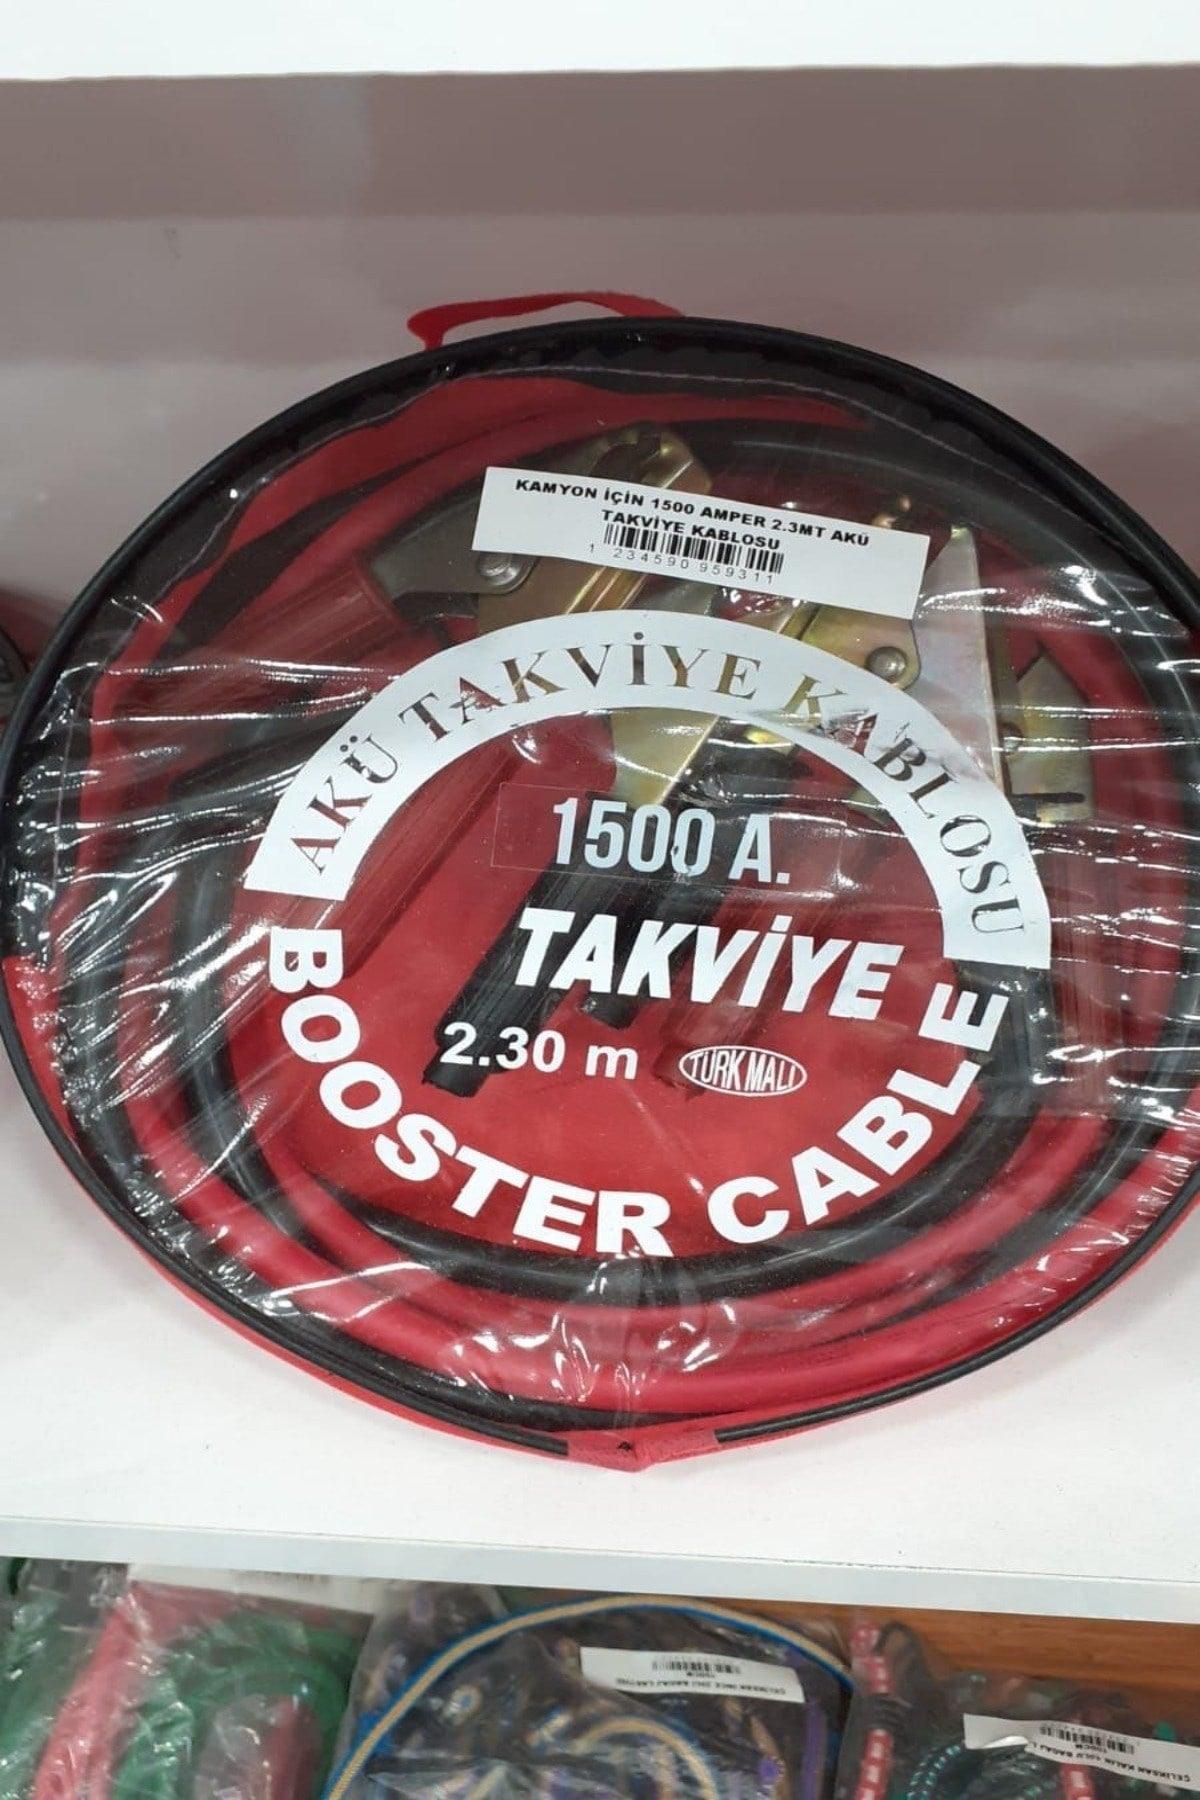 KAMYON İÇİN 1500 AMPER 2.3MT AKÜ
TAKVİYE KABLOSU
1 234590 959311
AKÜ TAKVİYE KABLOSU
1500 A.
TAKVİYE
2.30 m
TÜRK MALI
BOOSTER CABLE
100CM